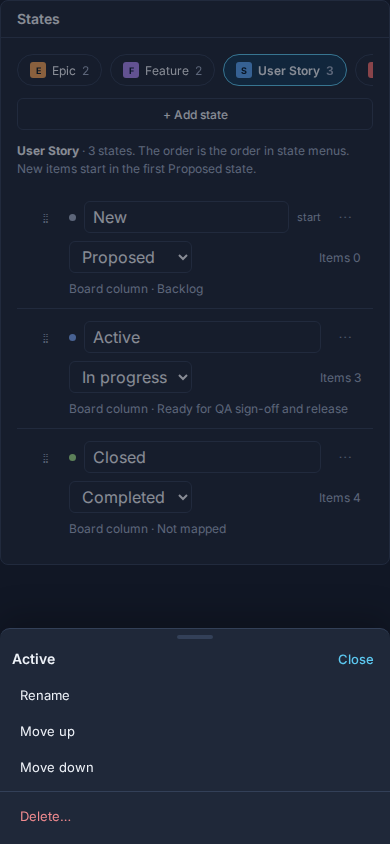 States
E Epic 2 F Feature 2 S User Story 3
+ Add state
User Story · 3 states. The order is the order in state menus.
New items start in the first Proposed state.
New start ...
Proposed Items 0
Board column · Backlog
Active ...
In progress Items 3
Board column · Ready for QA sign-off and release
Closed ...
Completed Items 4
Board column · Not mapped
Active Close
Rename
Move up
Move down
Delete...